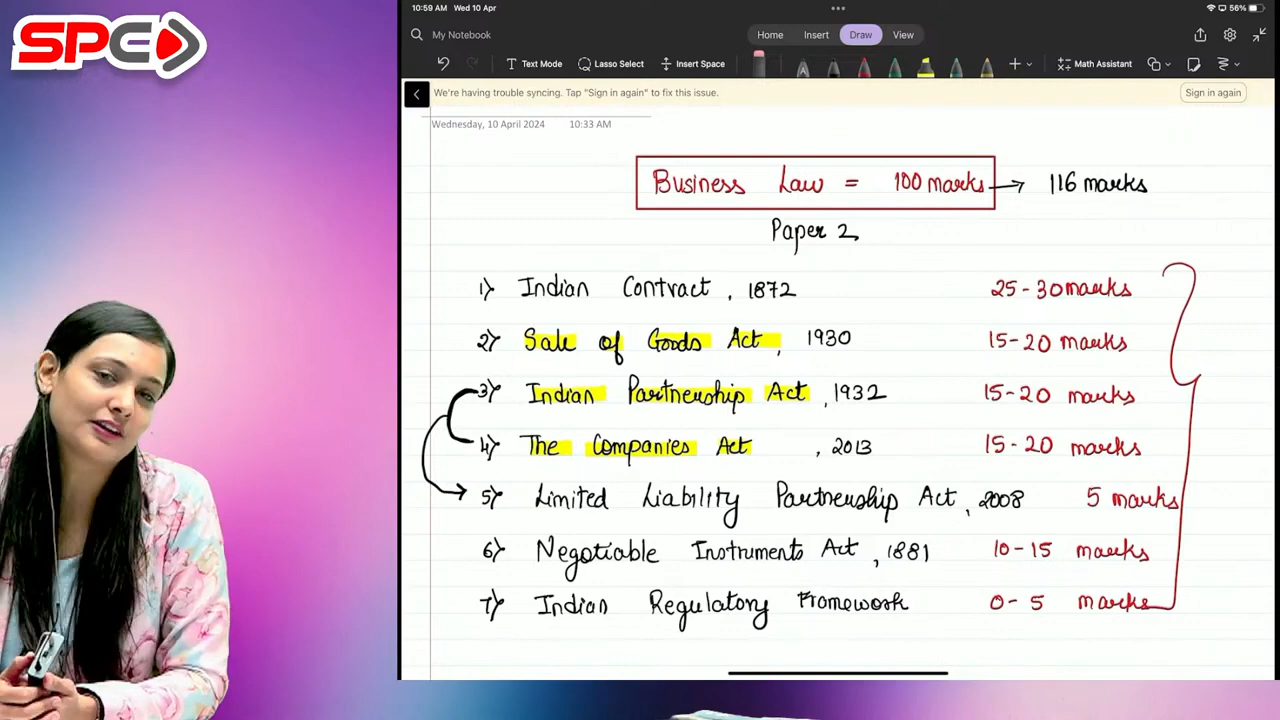 SPC
10:59 AM Wed 10 Apr
56%
My Notebook
Home Insert Draw View
Text Mode Lasso Select Insert Space Math Assistant
We're having trouble syncing. Tap "Sign in again" to fix this issue.
Sign in again
Wednesday, 10 April 2024 10:33 AM
Business Law = 100 marks → 116 marks
Paper 2
1) Indian Contract, 1872 25-30 marks
2) Sale of Goods Act, 1930 15-20 marks
3) Indian Partnership Act, 1932 15-20 marks
4) The Companies Act, 2013 15-20 marks
5) Limited Liability Partnership Act, 2008 5 marks
6) Negotiable Instruments Act, 1881 10-15 marks
7) Indian Regulatory Framework 0-5 marks